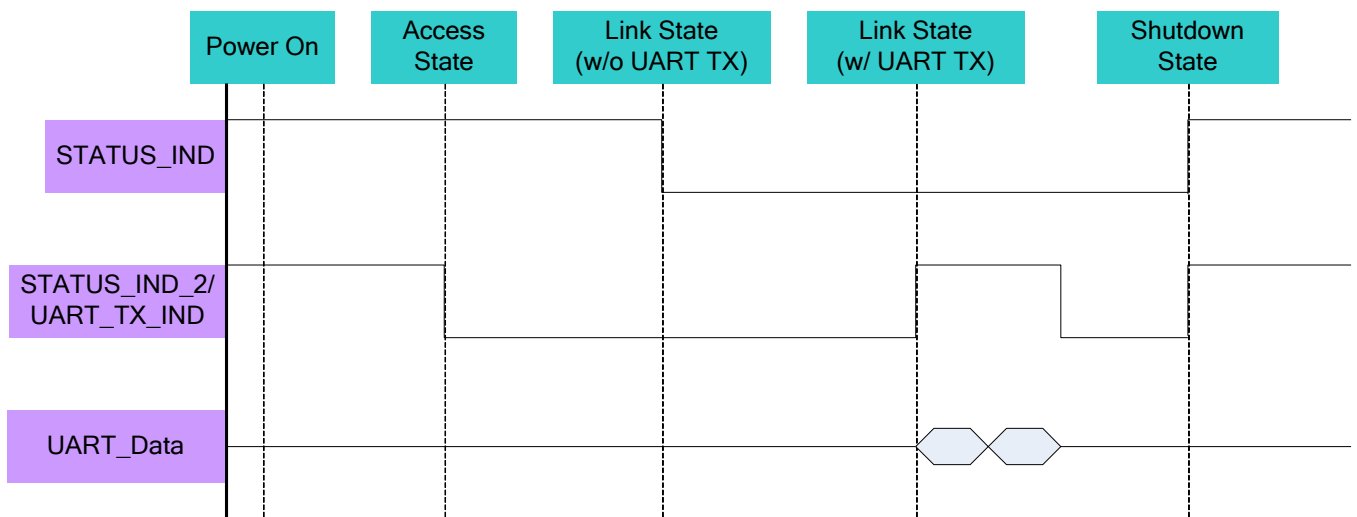 Power On
Access
State
Link State
(w/o UART TX)
Link State
(w/ UART TX)
Shutdown
State
STATUS_IND
STATUS_IND_2/
UART_TX_IND
UART_Data